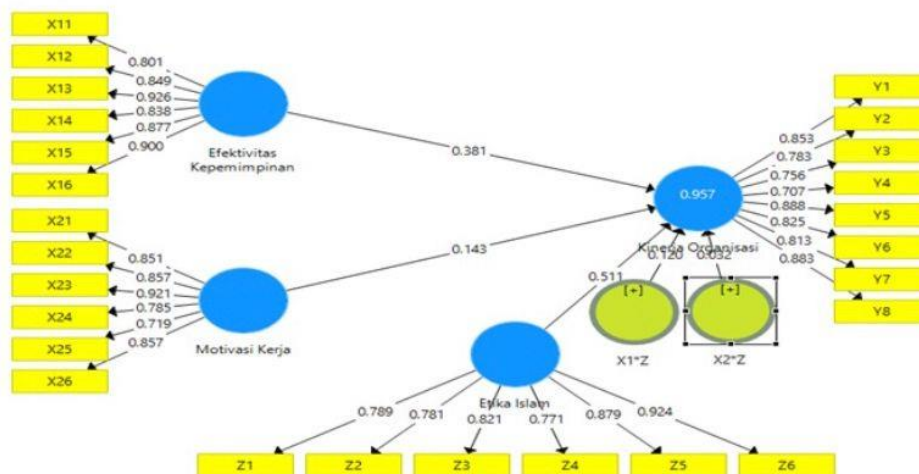 X11
X12
X13
X14
X15
X16
0.801
0.849
0.926
0.838
0.877
0.900
Efektivitas
Kepemimpinan
0.381
X21
X22
X23
X24
X25
X26
0.851
0.857
0.921
0.785
0.719
0.857
Motivasi Kerja
0.143
0.957
Kinerja Organisasi
Y1
Y2
Y3
Y4
Y5
Y6
Y7
Y8
0.853
0.783
0.756
0.707
0.888
0.825
0.813
0.883
0.511
0.120
0.032
[+]
[+]
X1*Z
X2*Z
Etika Islam
0.789
0.781
0.821
0.771
0.879
0.924
Z1
Z2
Z3
Z4
Z5
Z6